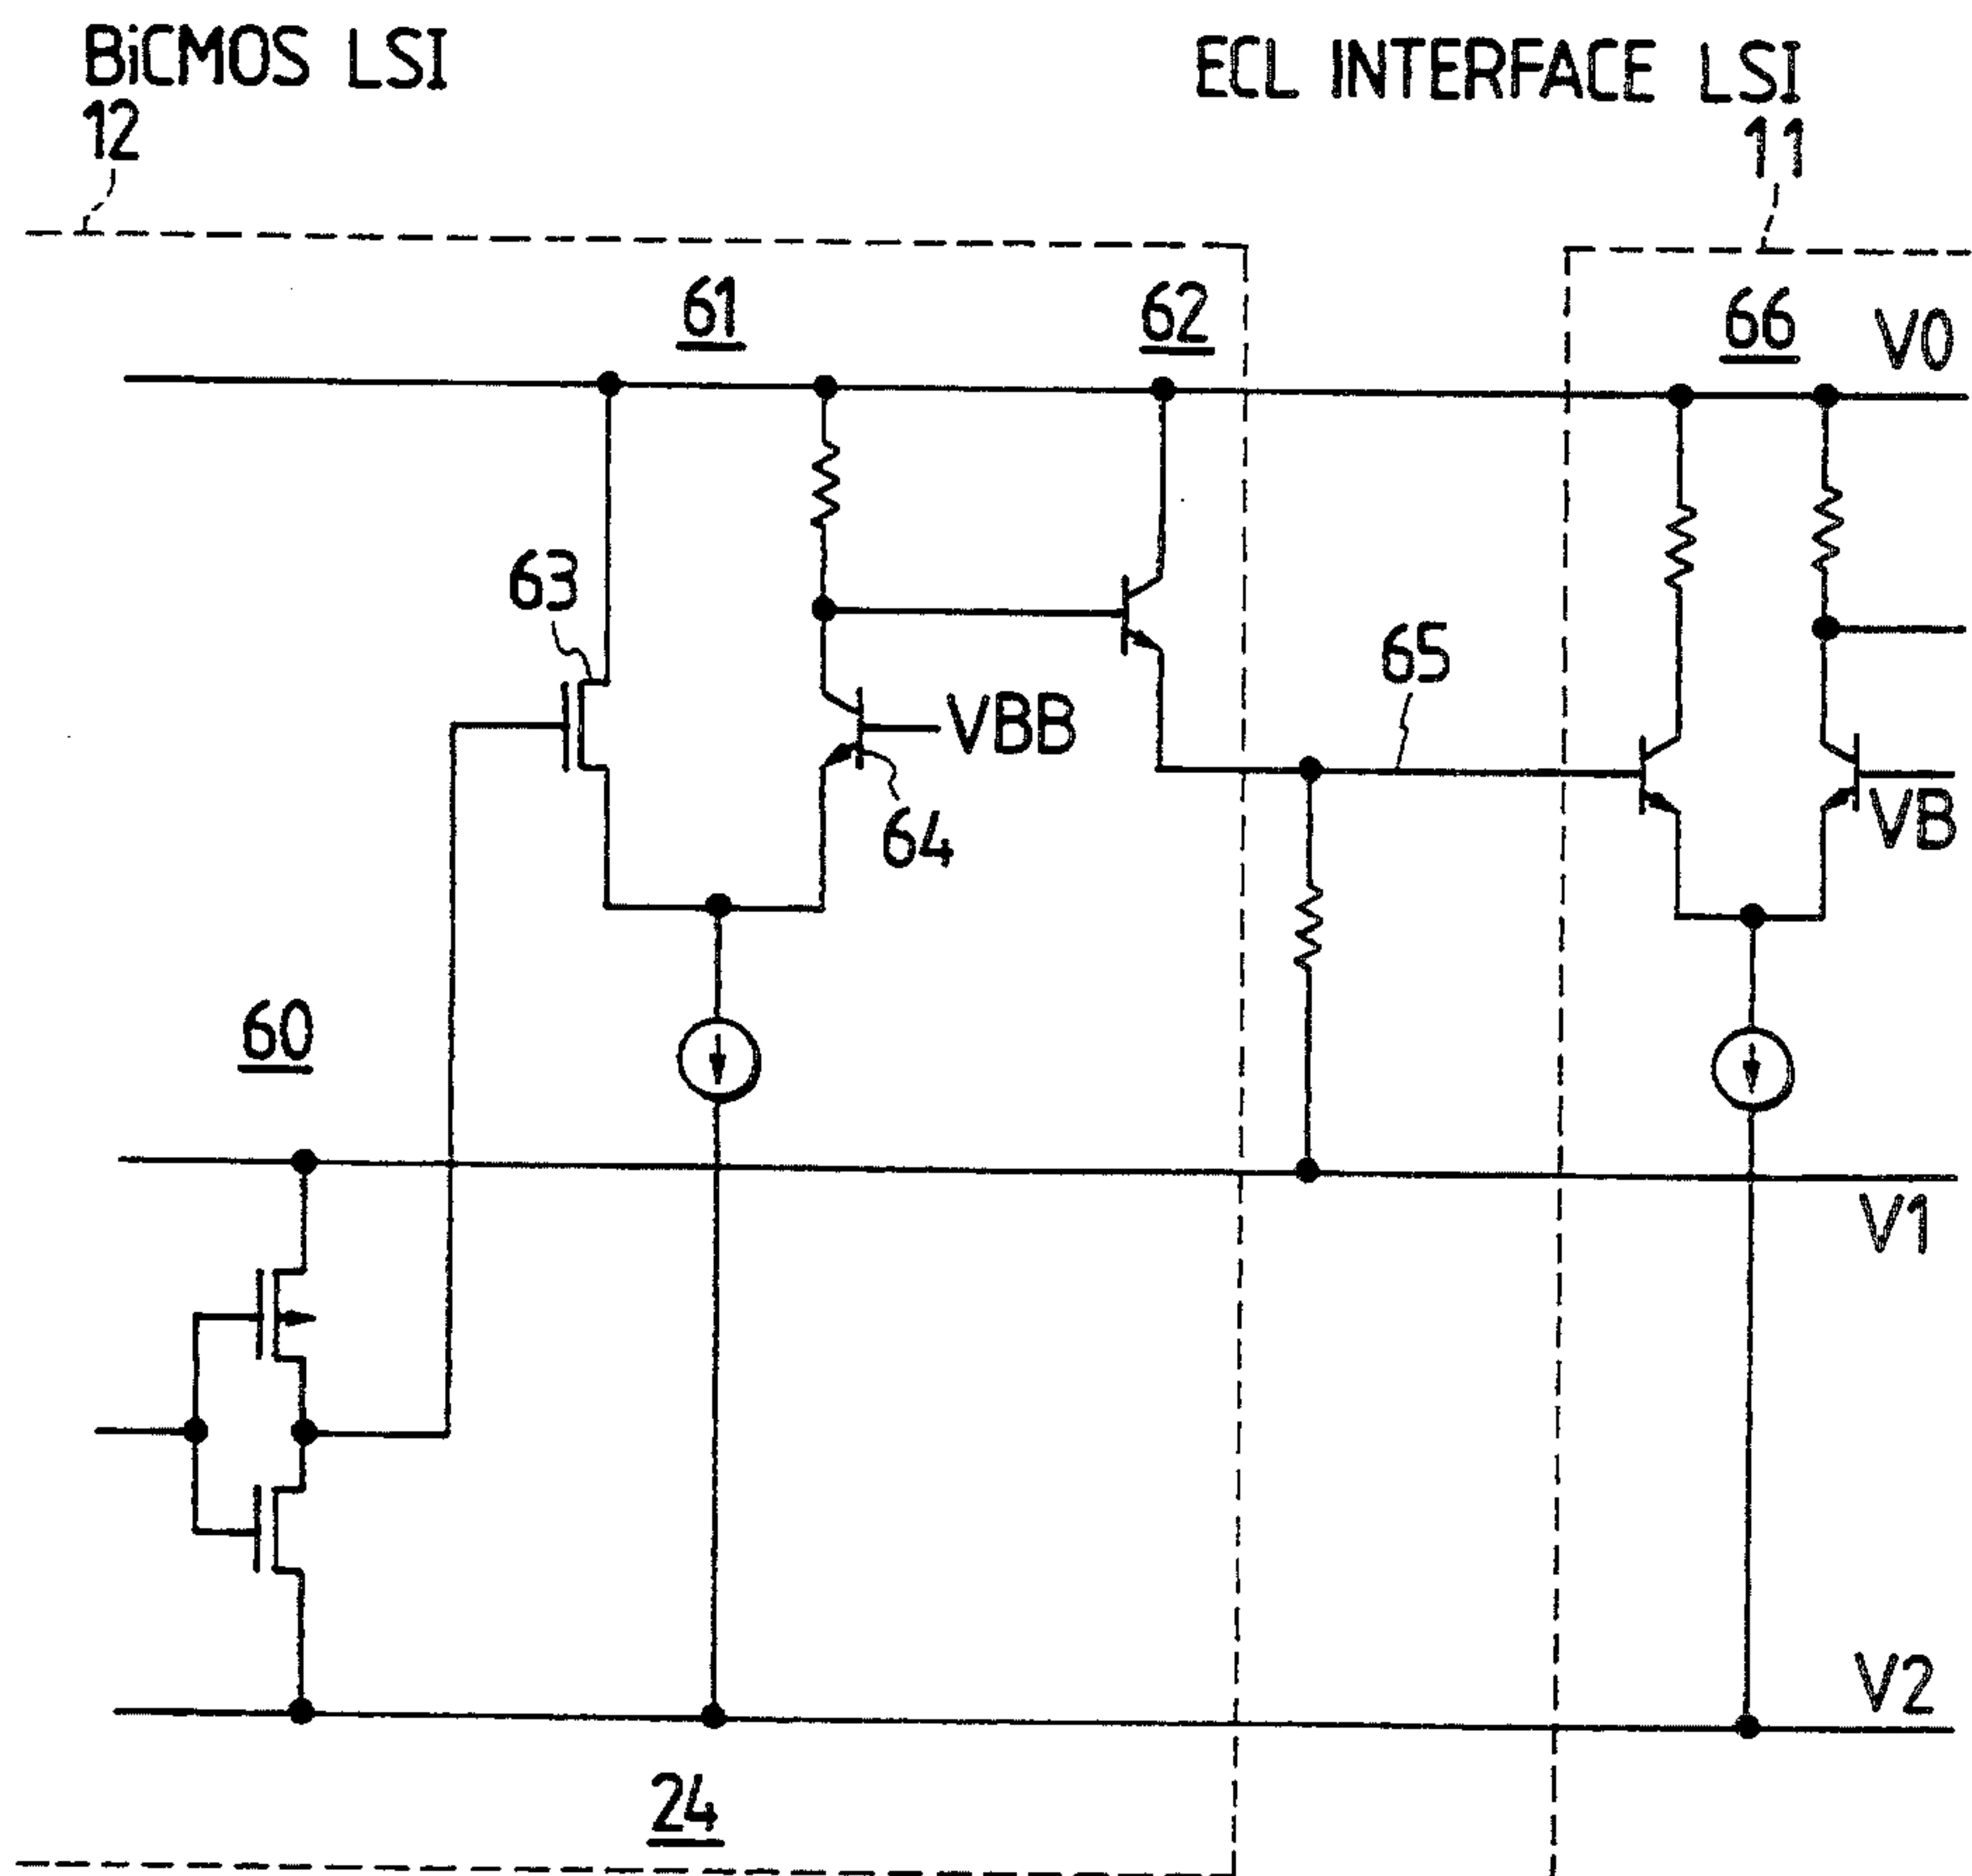 BiCMOS LSI
12
ECL INTERFACE LSI
11
61
62
66
V0
63
65
VBB
64
VB
60
V1
V2
24